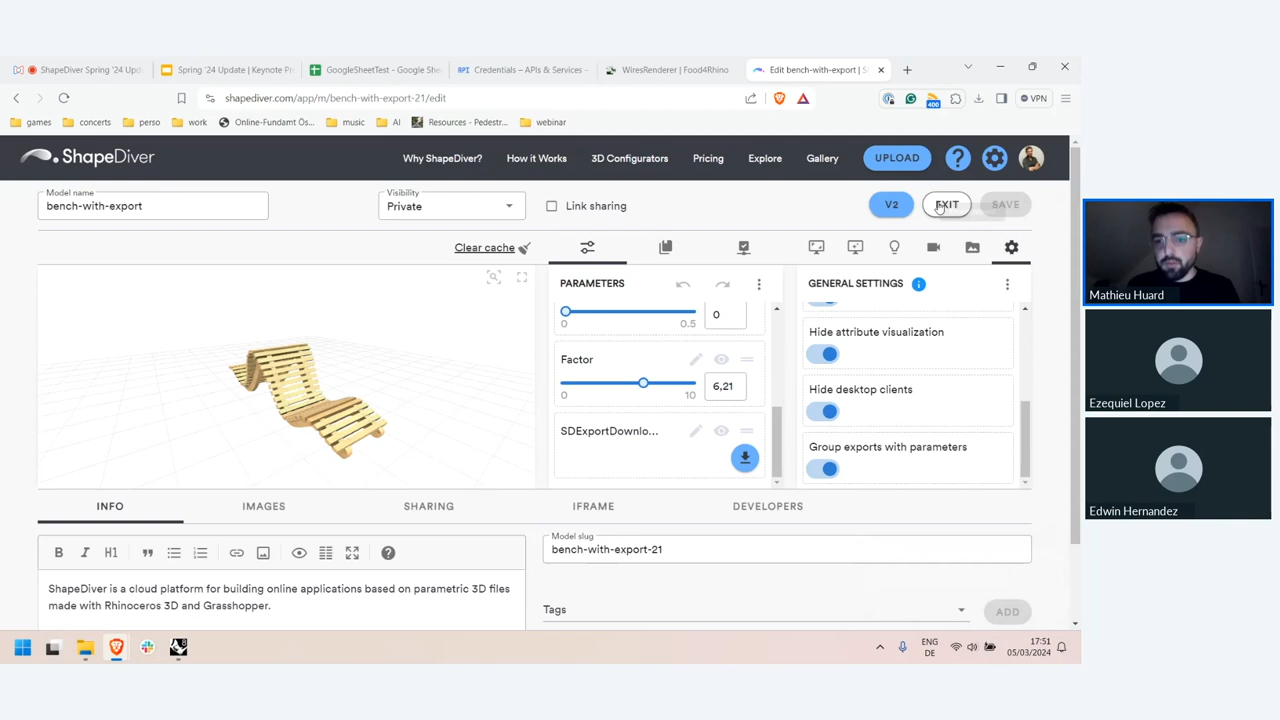 ShapeDiver Spring '24 Upd
Spring '24 Update | Keynote Pr
GoogleSheetTest - Google She
API Credentials – APIs & Services -
WiresRenderer | Food4Rhino
Edit bench-with-export | S
shapediver.com/app/m/bench-with-export-21/edit
400
VPN
games
concerts
perso
work
Online-Fundamt Ös...
music
AI
Resources - Pedestr...
webinar
ShapeDiver
Why ShapeDiver?
How it Works
3D Configurators
Pricing
Explore
Gallery
UPLOAD
Model name
bench-with-export
Visibility
Private
Link sharing
V2
EXIT
SAVE
Clear cache
PARAMETERS
GENERAL SETTINGS
0
0
0.5
Hide attribute visualization
Factor
6,21
0
10
Hide desktop clients
SDExportDownlo...
Group exports with parameters
INFO
IMAGES
SHARING
IFRAME
DEVELOPERS
B
I
H1
Model slug
bench-with-export-21
ShapeDiver is a cloud platform for building online applications based on parametric 3D files
made with Rhinoceros 3D and Grasshopper.
Tags
ADD
ENG
DE
17:51
05/03/2024
Mathieu Huard
Ezequiel Lopez
Edwin Hernandez